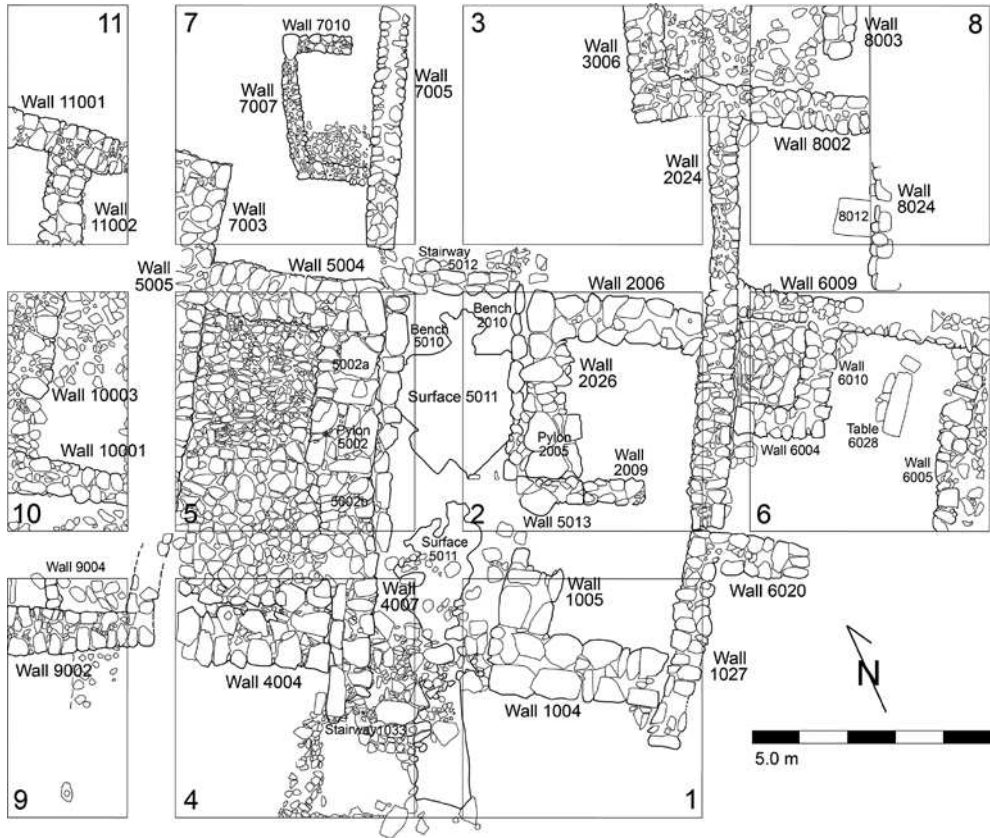 11
7
3
8
Wall 7010
Wall
7007
Wall
7005
Wall
3006
Wall
8003
Wall 11001
Wall
11002
Wall
7003
Wall
2024
Wall 8002
Wall
8024
8012
Wall
5005
Wall 5004
Stairway
5012
Wall 2006
Wall 6009
Bench
5010
Bench
2010
5002a
Wall
2026
Surface 5011
Wall
6010
Pylon
5002
Pylon
2005
Table
6028
Wall 10003
Wall 10001
5002b
Wall
2009
Wall 6004
Wall
6005
10
5
2
6
Wall 5013
Surface
5011
Wall 9004
Wall
4007
Wall
1005
Wall 6020
Wall 9002
Wall 4004
Wall 1004
Wall
1027
Stairway1033
N
5.0 m
9
4
1